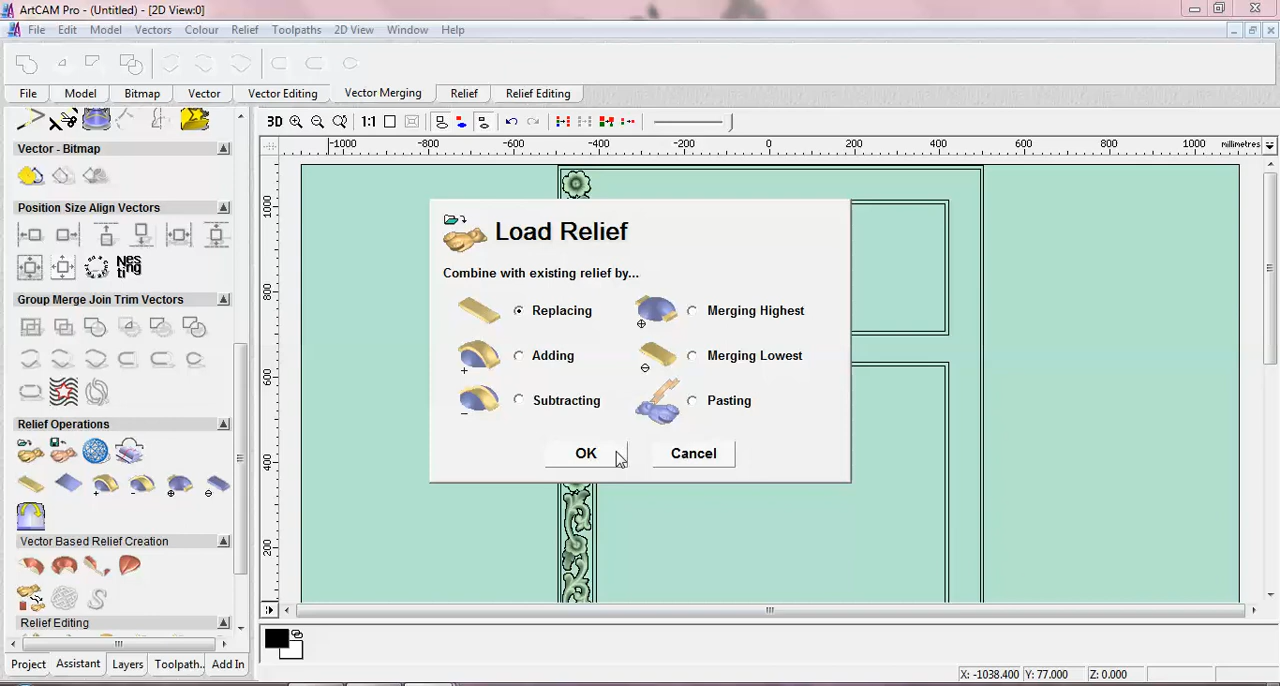 ArtCAM Pro - (Untitled) - [2D View:0]
File Edit Model Vectors Colour Relief Toolpaths 2D View Window Help
File Model Bitmap Vector Vector Editing Vector Merging Relief Relief Editing
3D 1:1
Vector - Bitmap
-1000 -800 -600 -400 -200 0 200 400 600 800 1000 millimetres
Position Size Align Vectors
Nes
ting
Group Merge Join Trim Vectors
Relief Operations
Vector Based Relief Creation
Relief Editing
1000
800
600
400
200
Load Relief
Combine with existing relief by...
Replacing Merging Highest
Adding Merging Lowest
Subtracting Pasting
OK Cancel
Project Assistant Layers Toolpath.. Add In
X: -1038.400 Y: 77.000 Z: 0.000